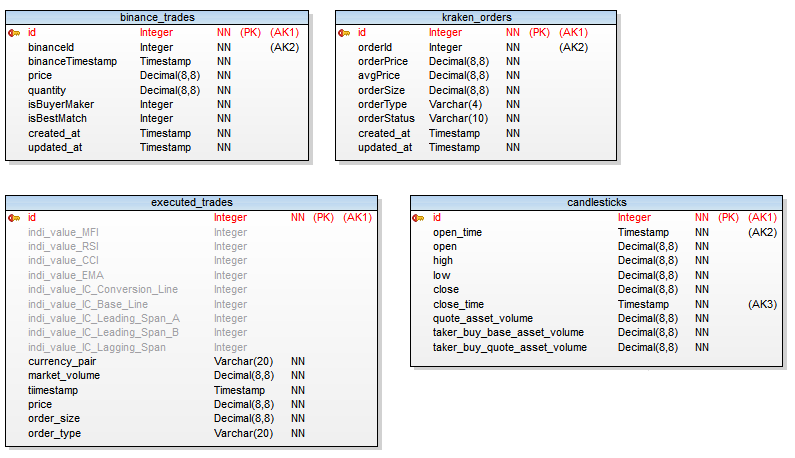 binance_trades
id Integer NN (PK) (AK1)
binanceId Integer NN (AK2)
binanceTimestamp Timestamp NN
price Decimal(8,8) NN
quantity Decimal(8,8) NN
isBuyerMaker Integer NN
isBestMatch Integer NN
created_at Timestamp NN
updated_at Timestamp NN
kraken_orders
id Integer NN (PK) (AK1)
orderId Integer NN (AK2)
orderPrice Decimal(8,8) NN
avgPrice Decimal(8,8) NN
orderSize Decimal(8,8) NN
orderType Varchar(4) NN
orderStatus Varchar(10) NN
created_at Timestamp NN
updated_at Timestamp NN
executed_trades
id Integer NN (PK) (AK1)
indi_value_MFI Integer
indi_value_RSI Integer
indi_value_CCI Integer
indi_value_EMA Integer
indi_value_IC_Conversion_Line Integer
indi_value_IC_Base_Line Integer
indi_value_IC_Leading_Span_A Integer
indi_value_IC_Leading_Span_B Integer
indi_value_IC_Lagging_Span Integer
currency_pair Varchar(20) NN
market_volume Decimal(8,8) NN
tiimestamp Timestamp NN
price Decimal(8,8) NN
order_size Decimal(8,8) NN
order_type Varchar(20) NN
candlesticks
id Integer NN (PK) (AK1)
open_time Timestamp NN (AK2)
open Decimal(8,8) NN
high Decimal(8,8) NN
low Decimal(8,8) NN
close Decimal(8,8) NN
close_time Timestamp NN (AK3)
quote_asset_volume Decimal(8,8) NN
taker_buy_base_asset_volume Decimal(8,8) NN
taker_buy_quote_asset_volume Decimal(8,8) NN